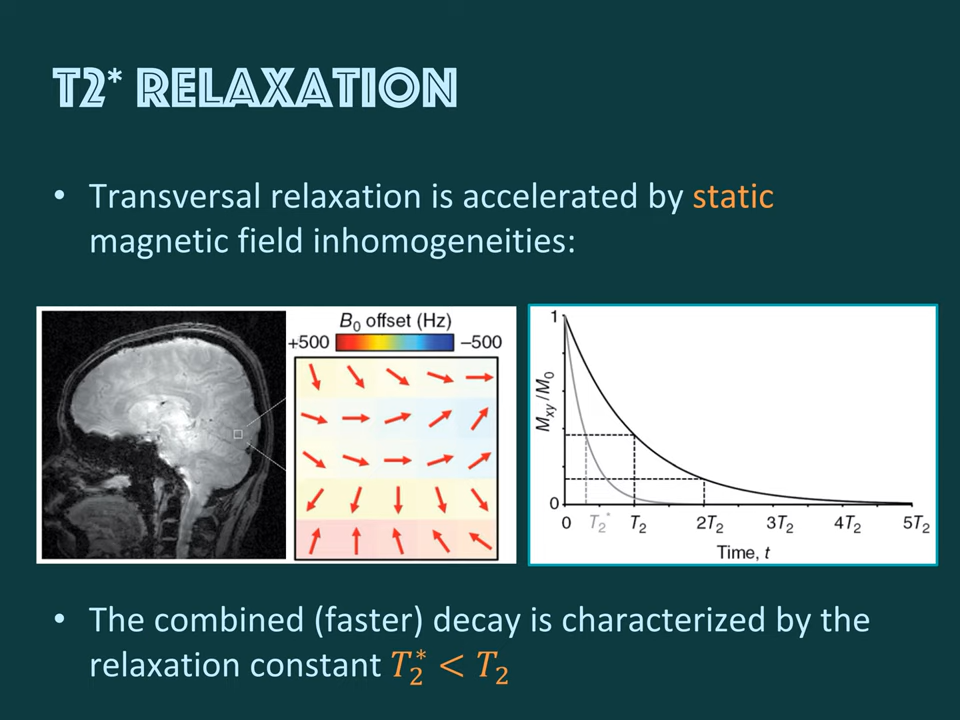 T2* RELAXATION
• Transversal relaxation is accelerated by static
magnetic field inhomogeneities:
B0 offset (Hz)
+500 −500
1
Mxy/M0
0
0 T2* T2 2T2 3T2 4T2 5T2
Time, t
• The combined (faster) decay is characterized by the
relaxation constant T2* < T2